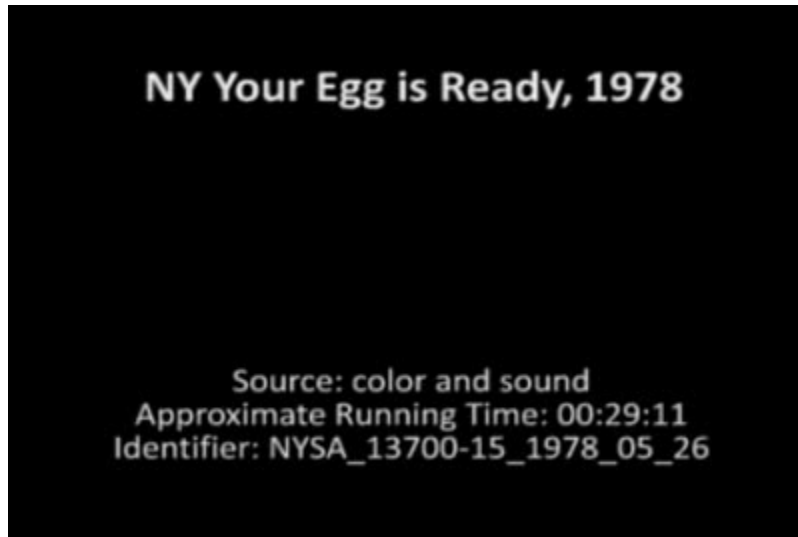 NY Your Egg is Ready, 1978
Source: color and sound
Approximate Running Time: 00:29:11
Identifier: NYSA_13700-15_1978_05_26